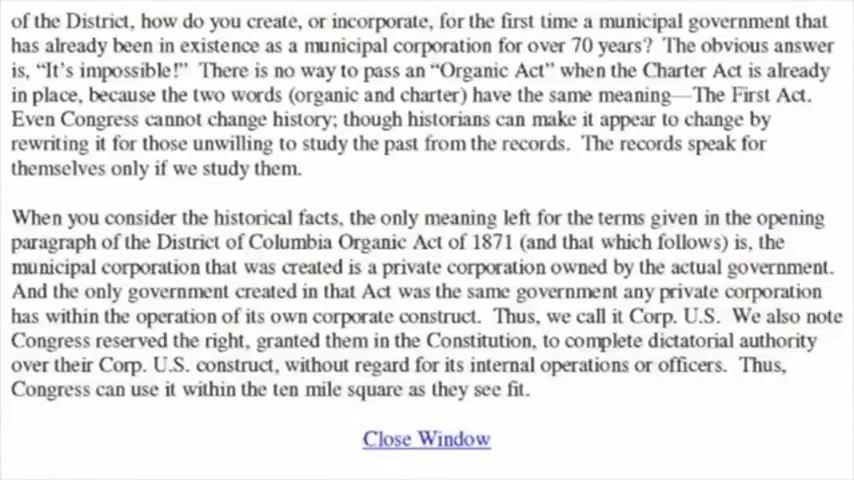 of the District, how do you create, or incorporate, for the first time a municipal government that
has already been in existence as a municipal corporation for over 70 years?  The obvious answer
is, “It’s impossible!”  There is no way to pass an “Organic Act” when the Charter Act is already
in place, because the two words (organic and charter) have the same meaning—The First Act.
Even Congress cannot change history; though historians can make it appear to change by
rewriting it for those unwilling to study the past from the records.  The records speak for
themselves only if we study them.
When you consider the historical facts, the only meaning left for the terms given in the opening
paragraph of the District of Columbia Organic Act of 1871 (and that which follows) is, the
municipal corporation that was created is a private corporation owned by the actual government.
And the only government created in that Act was the same government any private corporation
has within the operation of its own corporate construct.  Thus, we call it Corp. U.S.  We also note
Congress reserved the right, granted them in the Constitution, to complete dictatorial authority
over their Corp. U.S. construct, without regard for its internal operations or officers.  Thus,
Congress can use it within the ten mile square as they see fit.
Close Window